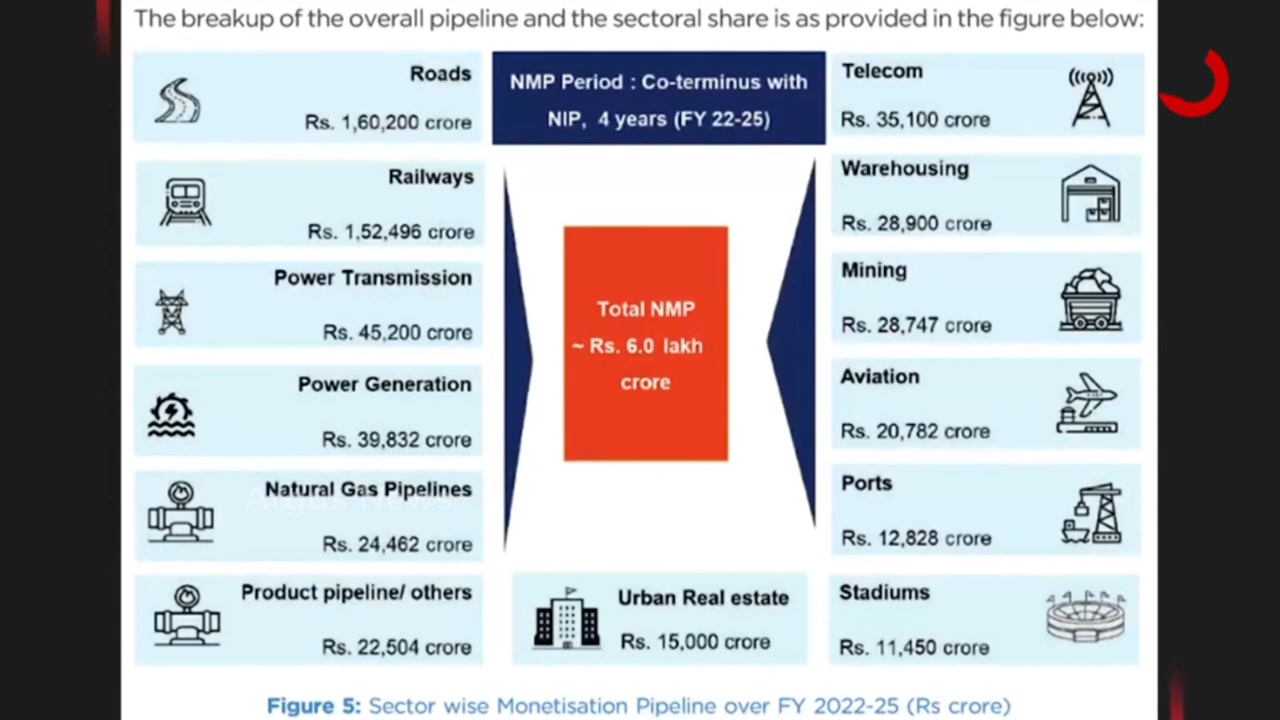 The breakup of the overall pipeline and the sectoral share is as provided in the figure below:
Roads
Rs. 1,60,200 crore
Railways
Rs. 1,52,496 crore
Power Transmission
Rs. 45,200 crore
Power Generation
Rs. 39,832 crore
Natural Gas Pipelines
Argus News
Rs. 24,462 crore
Product pipeline/ others
Rs. 22,504 crore
NMP Period : Co-terminus with
NIP, 4 years (FY 22-25)
Total NMP
~ Rs. 6.0 lakh
crore
Urban Real estate
Rs. 15,000 crore
Telecom
Rs. 35,100 crore
Warehousing
Rs. 28,900 crore
Mining
Rs. 28,747 crore
Aviation
Rs. 20,782 crore
Ports
Rs. 12,828 crore
Stadiums
Rs. 11,450 crore
Figure 5: Sector wise Monetisation Pipeline over FY 2022-25 (Rs crore)